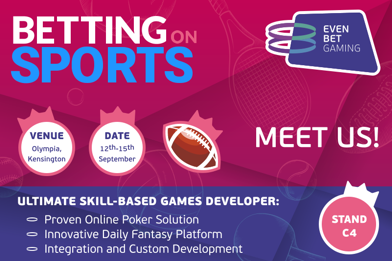 BETTING ON
SPORTS
EVEN
BET
GAMING
VENUE
Olympia,
Kensington
DATE
12th-15th
September
MEET US!
ULTIMATE SKILL-BASED GAMES DEVELOPER:
Proven Online Poker Solution
Innovative Daily Fantasy Platform
Integration and Custom Development
STAND
C4